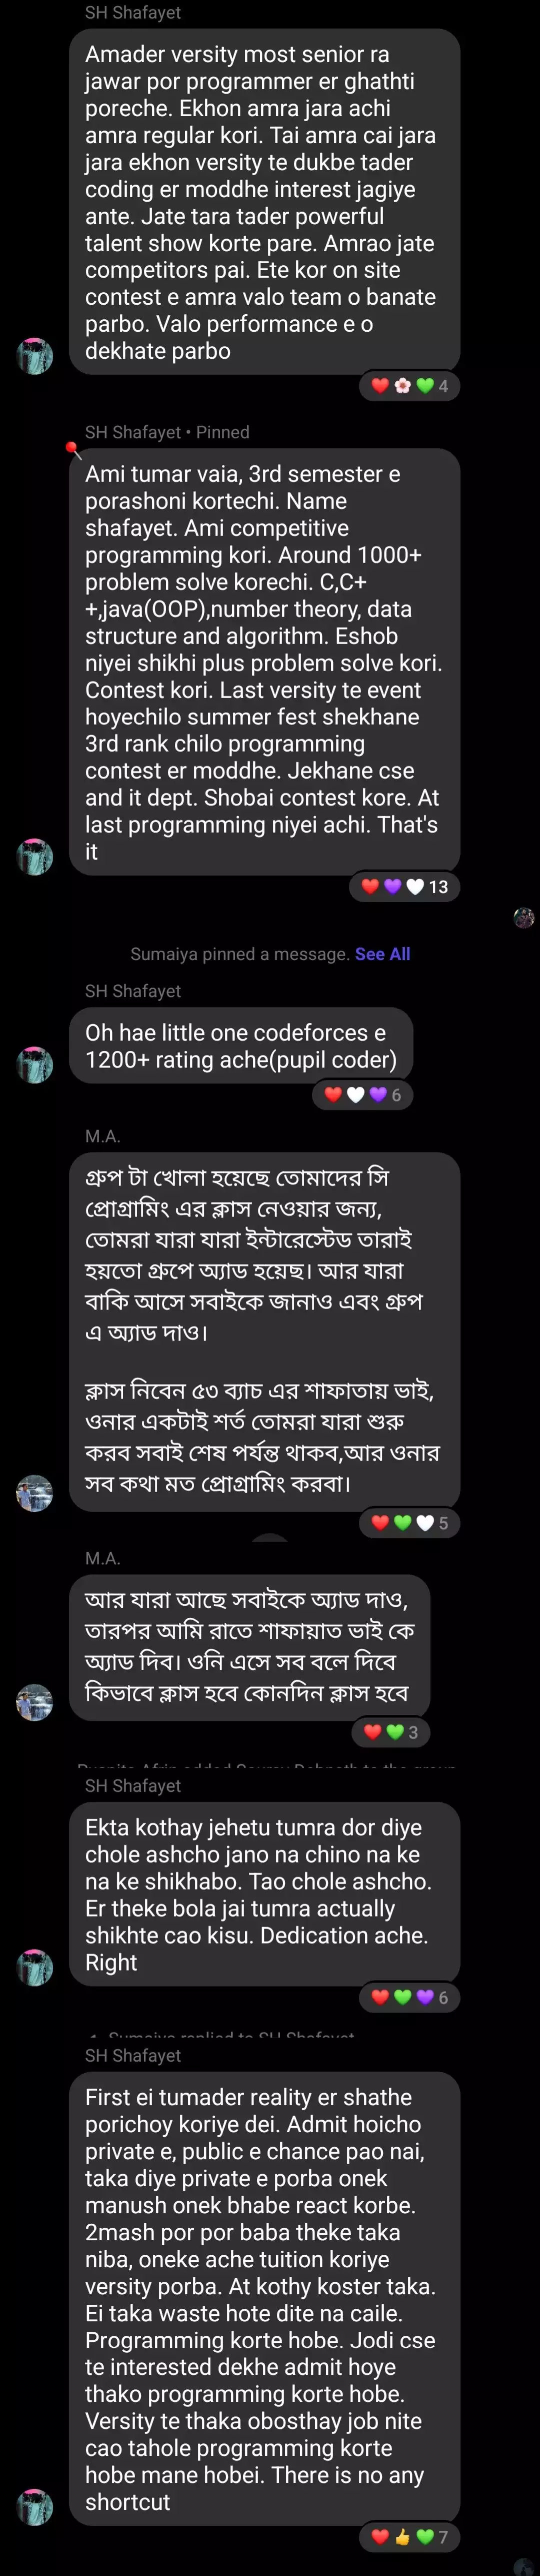 SH Shafayet
Amader versity most senior ra
jawar por programmer er ghathti
poreche. Ekhon amra jara achi
amra regular kori. Tai amra cai jara
jara ekhon versity te dukbe tader
coding er moddhe interest jagiye
ante. Jate tara tader powerful
talent show korte pare. Amrao jate
competitors pai. Ete kor on site
contest e amra valo team o banate
parbo. Valo performance e o
dekhate parbo
4
SH Shafayet • Pinned
Ami tumar vaia, 3rd semester e
porashoni kortechi. Name
shafayet. Ami competitive
programming kori. Around 1000+
problem solve korechi. C,C+
+,java(OOP),number theory, data
structure and algorithm. Eshob
niyei shikhi plus problem solve kori.
Contest kori. Last versity te event
hoyechilo summer fest shekhane
3rd rank chilo programming
contest er moddhe. Jekhane cse
and it dept. Shobai contest kore. At
last programming niyei achi. That's
it
13
Sumaiya pinned a message. See All
SH Shafayet
Oh hae little one codeforces e
1200+ rating ache(pupil coder)
6
M.A.
গ্রুপ টা খোলা হয়েছে তোমাদের সি
প্রোগ্রামিং এর ক্লাস নেওয়ার জন্য,
তোমরা যারা যারা ইন্টারেস্টেড তারাই
হয়তো গ্রুপে অ্যাড হয়েছ। আর যারা
বাকি আসে সবাইকে জানাও এবং গ্রুপ
এ অ্যাড দাও।
ক্লাস নিবেন ৫৩ ব্যাচ এর শাফাতায় ভাই,
ওনার একটাই শর্ত তোমরা যারা শুরু
করব সবাই শেষ পর্যন্ত থাকব,আর ওনার
সব কথা মত প্রোগ্রামিং করবা।
5
M.A.
আর যারা আছে সবাইকে অ্যাড দাও,
তারপর আমি রাতে শাফায়াত ভাই কে
অ্যাড দিব। ওনি এসে সব বলে দিবে
কিভাবে ক্লাস হবে কোনদিন ক্লাস হবে
3
SH Shafayet
Ekta kothay jehetu tumra dor diye
chole ashcho jano na chino na ke
na ke shikhabo. Tao chole ashcho.
Er theke bola jai tumra actually
shikhte cao kisu. Dedication ache.
Right
6
Sumaiya replied to SH Shafayet
SH Shafayet
First ei tumader reality er shathe
porichoy koriye dei. Admit hoicho
private e, public e chance pao nai,
taka diye private e porba onek
manush onek bhabe react korbe.
2mash por por baba theke taka
niba, oneke ache tuition koriye
versity porba. At kothy koster taka.
Ei taka waste hote dite na caile.
Programming korte hobe. Jodi cse
te interested dekhe admit hoye
thako programming korte hobe.
Versity te thaka obosthay job nite
cao tahole programming korte
hobe mane hobei. There is no any
shortcut
7